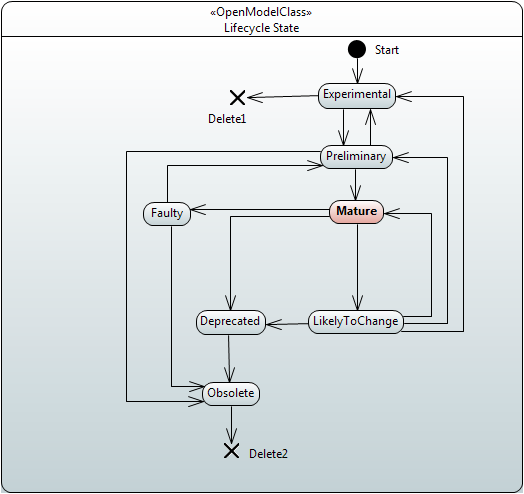 «OpenModelClass»
Lifecycle State
Start
Experimental
Delete1
Preliminary
Faulty
Mature
Deprecated
LikelyToChange
Obsolete
Delete2